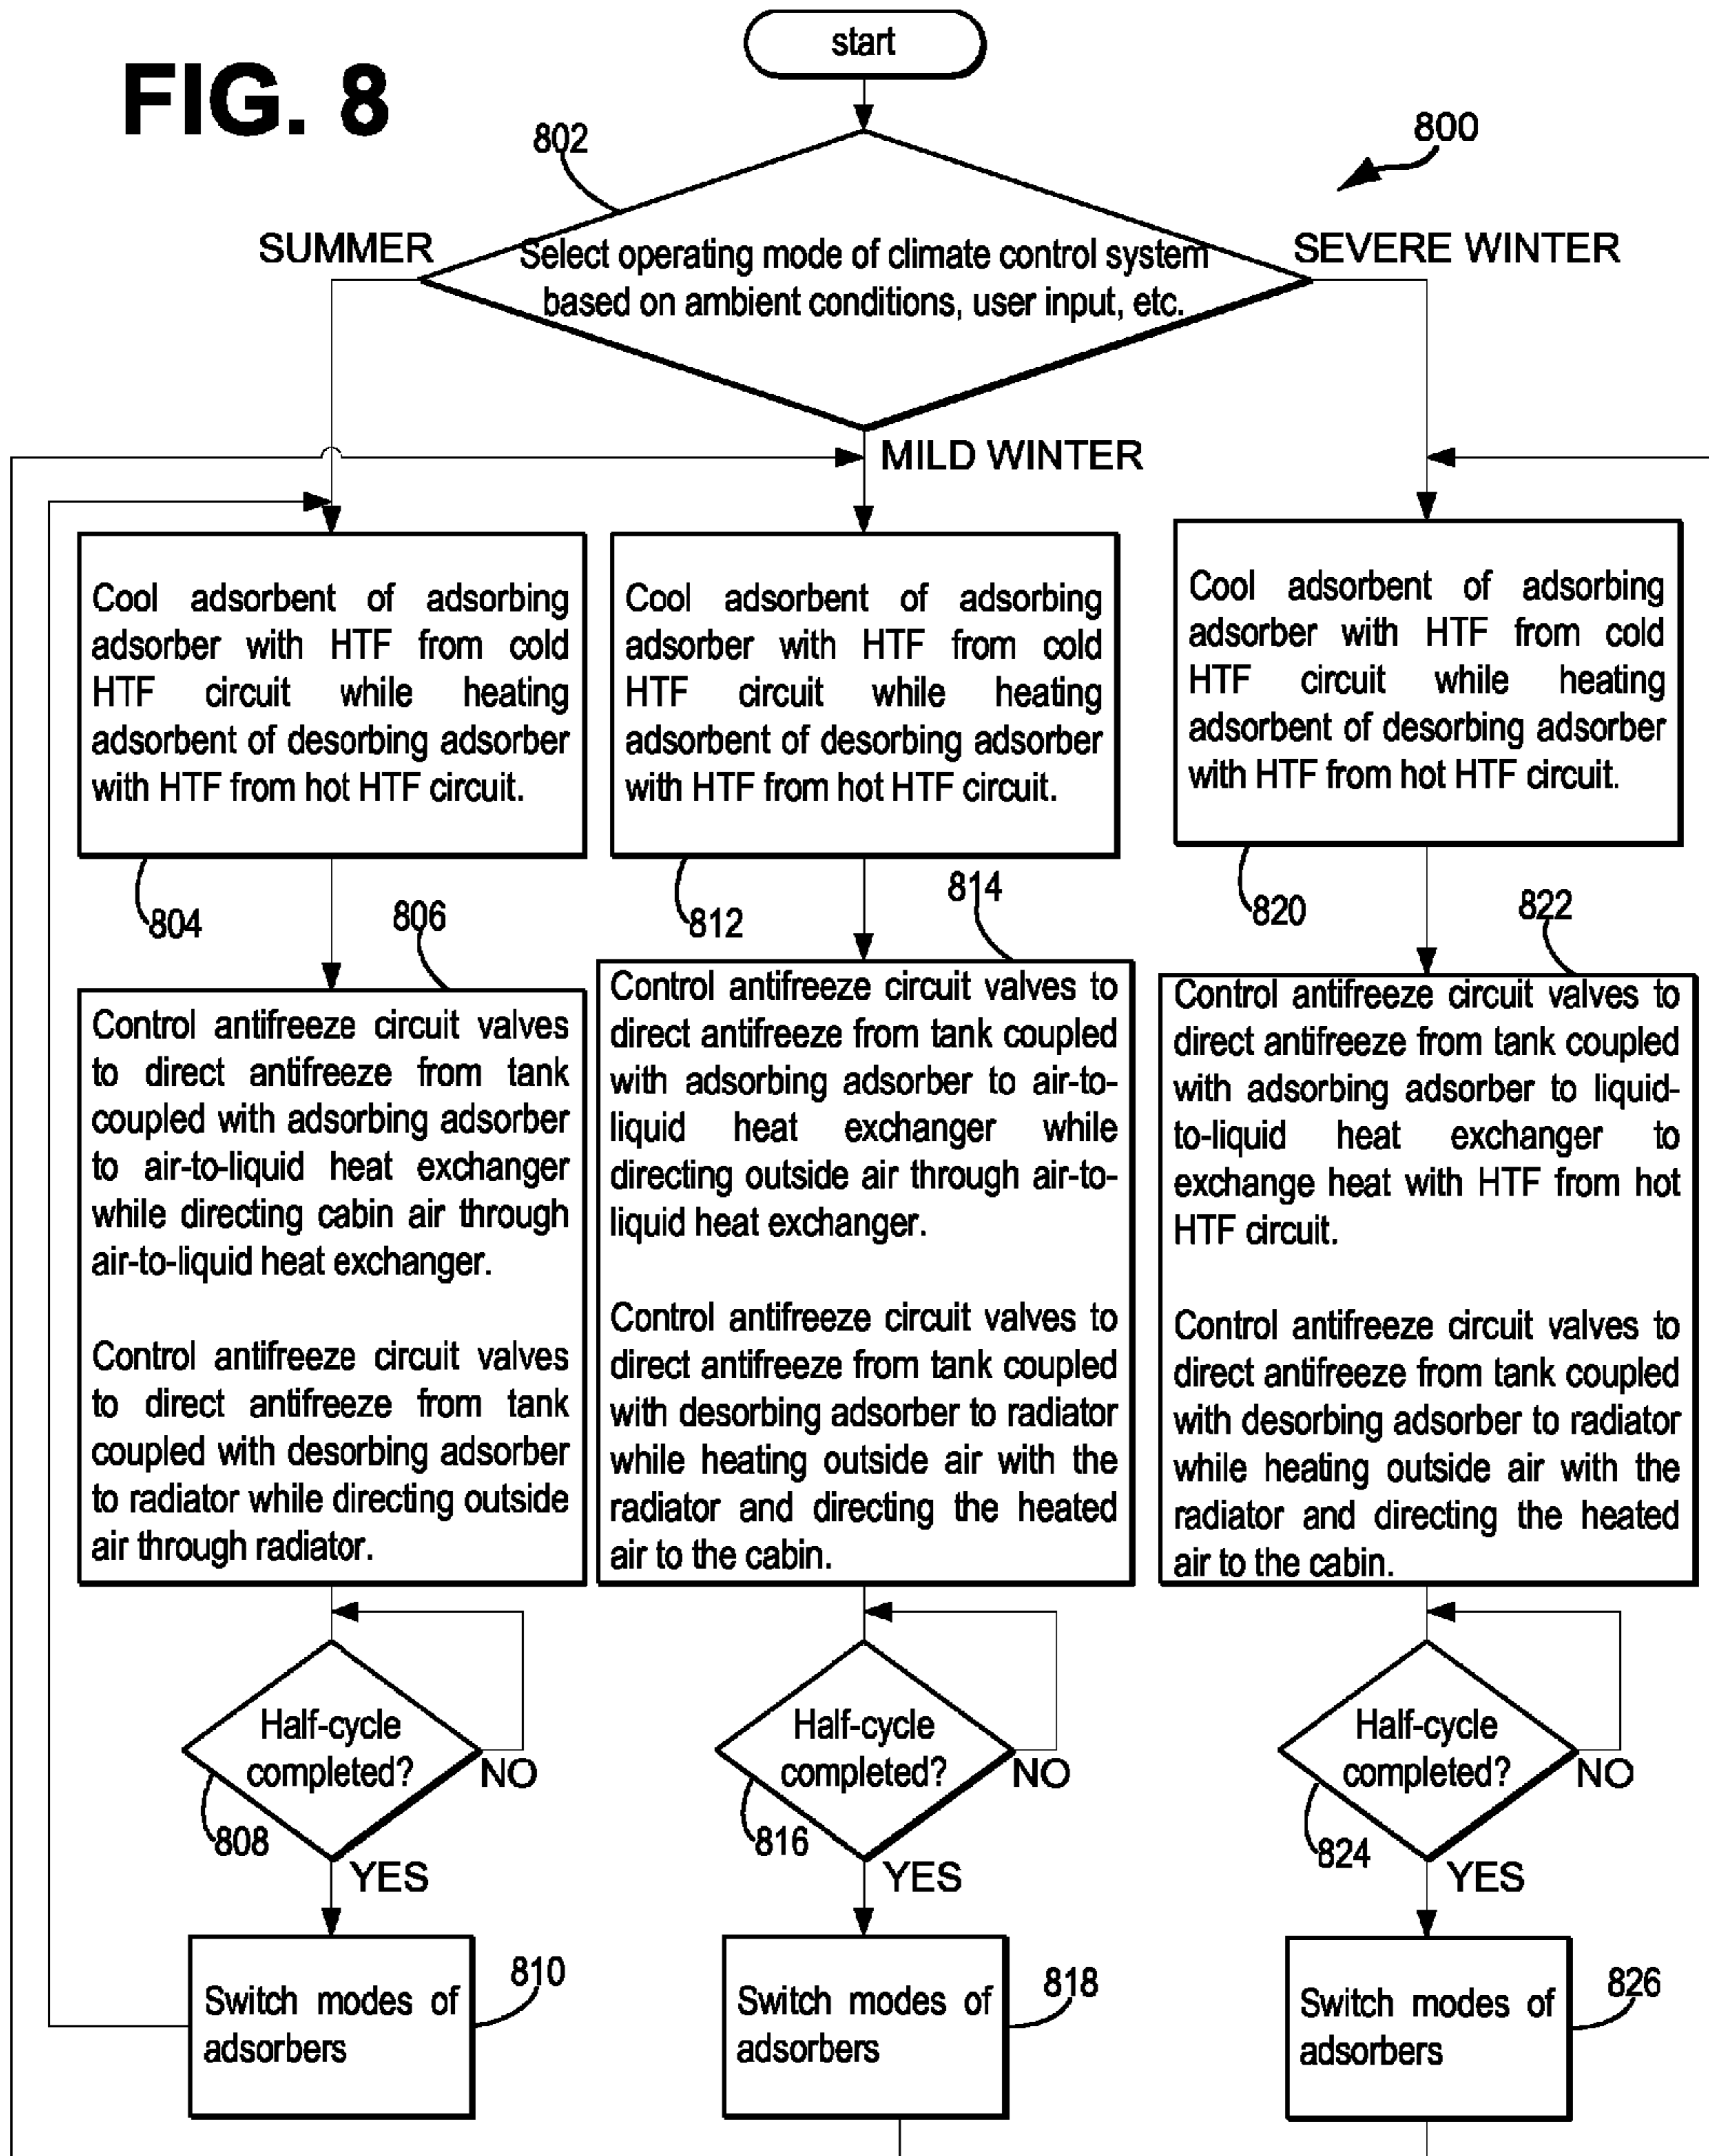 FIG. 8
start
802
800
SUMMER
Select operating mode of climate control system
based on ambient conditions, user input, etc.
SEVERE WINTER
MILD WINTER
Cool adsorbent of adsorbing
adsorber with HTF from cold
HTF circuit while heating
adsorbent of desorbing adsorber
with HTF from hot HTF circuit.
804
Cool adsorbent of adsorbing
adsorber with HTF from cold
HTF circuit while heating
adsorbent of desorbing adsorber
with HTF from hot HTF circuit.
812
Cool adsorbent of adsorbing
adsorber with HTF from cold
HTF circuit while heating
adsorbent of desorbing adsorber
with HTF from hot HTF circuit.
820
806
Control antifreeze circuit valves
to direct antifreeze from tank
coupled with adsorbing adsorber
to air-to-liquid heat exchanger
while directing cabin air through
air-to-liquid heat exchanger.
Control antifreeze circuit valves
to direct antifreeze from tank
coupled with desorbing adsorber
to radiator while directing outside
air through radiator.
814
Control antifreeze circuit valves to
direct antifreeze from tank coupled
with adsorbing adsorber to air-to-
liquid heat exchanger while
directing outside air through air-to-
liquid heat exchanger.
Control antifreeze circuit valves to
direct antifreeze from tank coupled
with desorbing adsorber to radiator
while heating outside air with the
radiator and directing the heated
air to the cabin.
822
Control antifreeze circuit valves to
direct antifreeze from tank coupled
with adsorbing adsorber to liquid-
to-liquid heat exchanger to
exchange heat with HTF from hot
HTF circuit.
Control antifreeze circuit valves to
direct antifreeze from tank coupled
with desorbing adsorber to radiator
while heating outside air with the
radiator and directing the heated
air to the cabin.
Half-cycle
completed?
NO
808
YES
Half-cycle
completed?
NO
816
YES
Half-cycle
completed?
NO
824
YES
Switch modes of
adsorbers
810
Switch modes of
adsorbers
818
Switch modes of
adsorbers
826